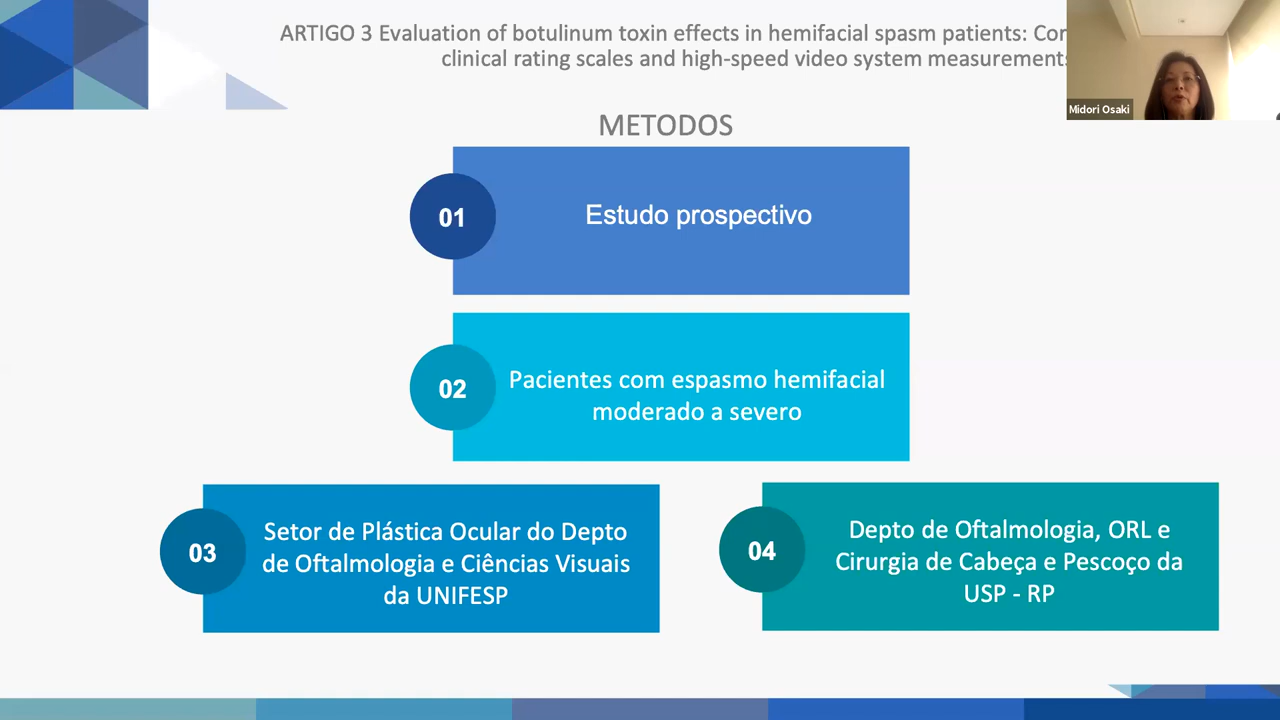 ARTIGO 3 Evaluation of botulinum toxin effects in hemifacial spasm patients:
clinical rating scales and high-speed video system measurements
Midori Osaki
METODOS
01
Estudo prospectivo
02
Pacientes com espasmo hemifacial
moderado a severo
03
Setor de Plástica Ocular do Depto
de Oftalmologia e Ciências Visuais
da UNIFESP
04
Depto de Oftalmologia, ORL e
Cirurgia de Cabeça e Pescoço da
USP - RP